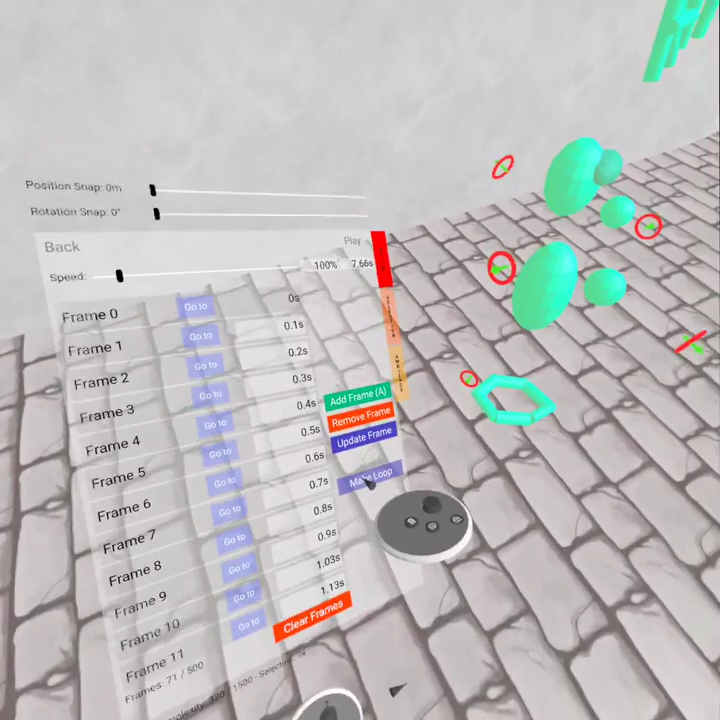 Position Snap: 0m
Rotation Snap: 0°
Back
Play
Speed:
100%
7.66s
Frame 0 Go to 0s
Frame 1 Go to 0.1s
Frame 2 Go to 0.2s
Frame 3 Go to 0.3s
Frame 4 Go to 0.4s
Frame 5 Go to 0.5s
Frame 6 Go to 0.6s
Frame 7 Go to 0.7s
Frame 8 Go to 0.8s
Frame 9 Go to 0.9s
Frame 10 Go to 1.03s
Frame 11 Go to 1.13s
Add Frame (A)
Remove Frame
Update Frame
Make Loop
Clear Frames
Frames: 71 / 500